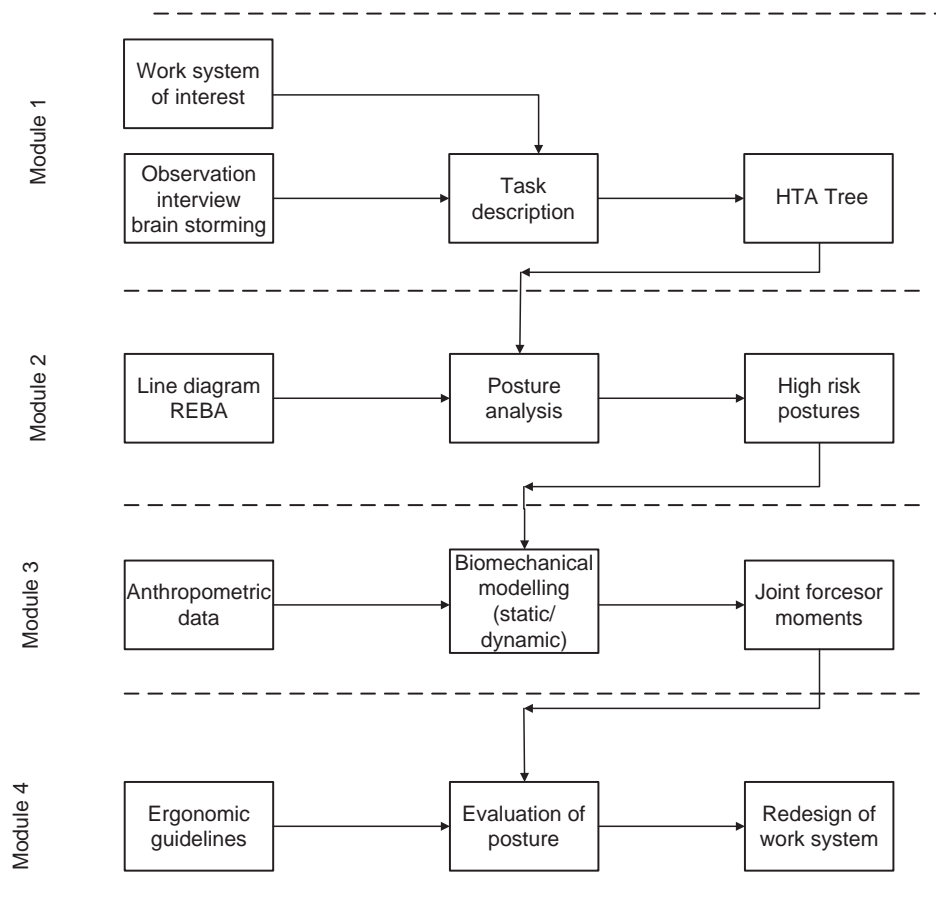 Module 1
Work system
of interest
Observation
interview
brain storming
Task
description
HTA Tree
Module 2
Line diagram
REBA
Posture
analysis
High risk
postures
Module 3
Anthropometric
data
Biomechanical
modelling
(static/
dynamic)
Joint forcesor
moments
Module 4
Ergonomic
guidelines
Evaluation of
posture
Redesign of
work system